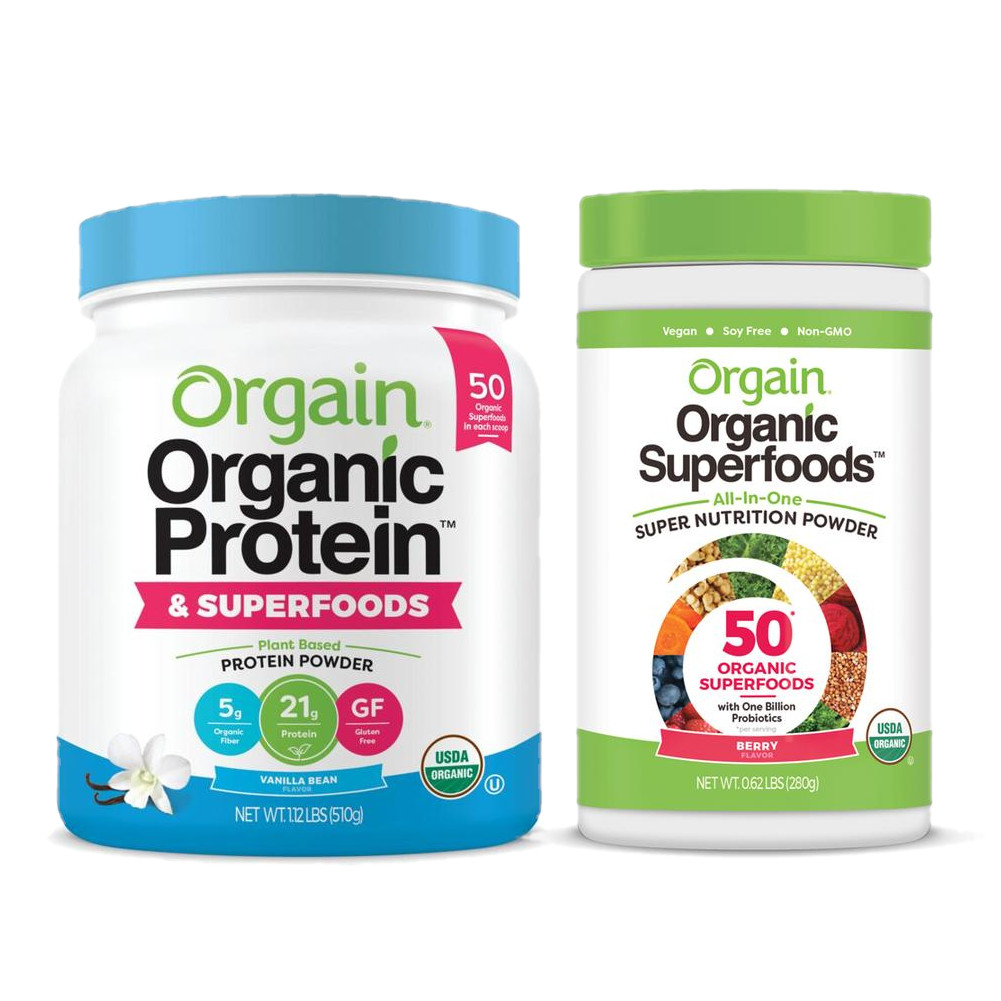 Orgain®
50
Organic
Superfoods
in each scoop
Organic
Protein™
& SUPERFOODS
Plant Based
PROTEIN POWDER
5g
Organic
Fiber
21g
Protein
GF
Gluten
Free
USDA
ORGANIC
U
VANILLA BEAN
FLAVOR
NET WT. 1.12 LBS (510g)
Vegan • Soy Free • Non-GMO
Orgain®
Organic
Superfoods™
All-In-One
SUPER NUTRITION POWDER
50*
ORGANIC
SUPERFOODS
with One Billion
Probiotics
*per serving
BERRY
FLAVOR
USDA
ORGANIC
NET WT. 0.62 LBS (280g)